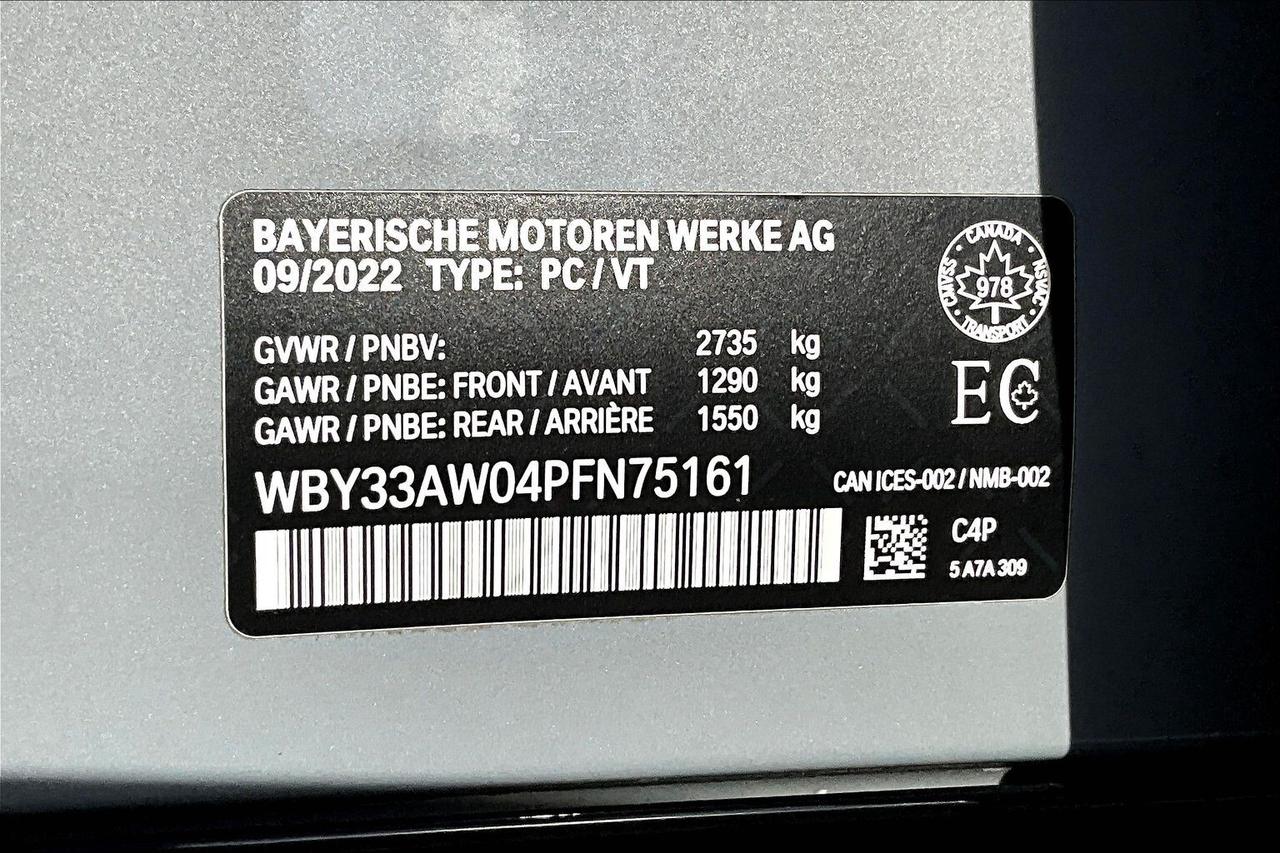 BAYERISCHE MOTOREN WERKE AG
09/2022 TYPE: PC / VT
GVWR / PNBV: 2735 kg
GAWR / PNBE: FRONT / AVANT 1290 kg
GAWR / PNBE: REAR / ARRIÈRE 1550 kg
WBY33AW04PFN75161
CANADA
CMVSS
978
NSVAC
TRANSPORT
EC
CAN ICES-002 / NMB-002
C4P
5 A7A 309